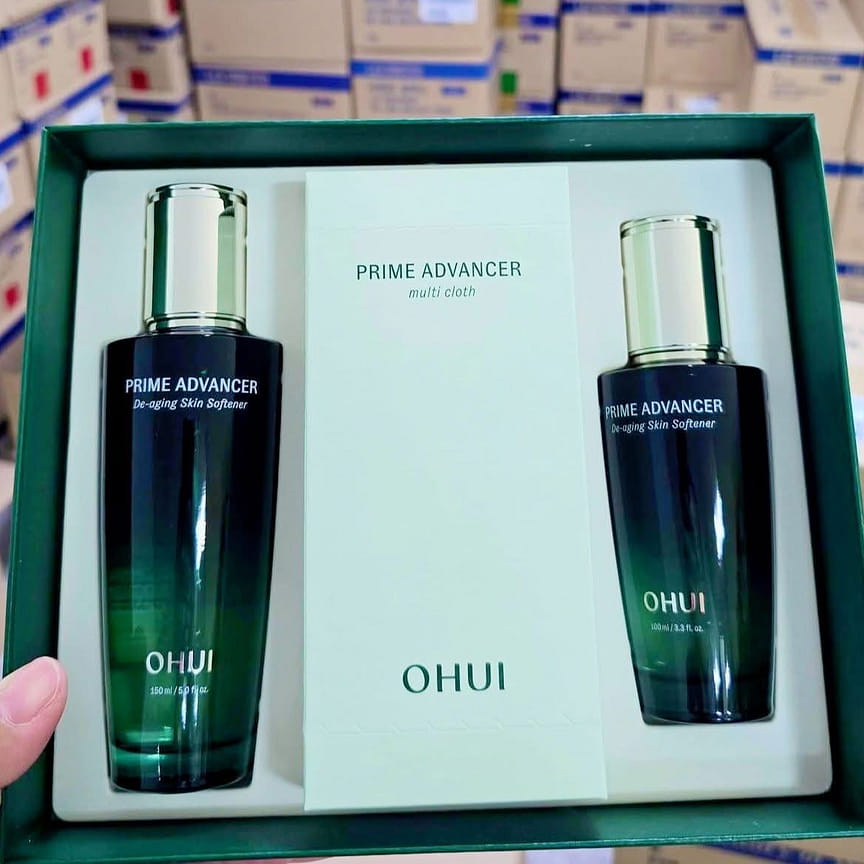 PRIME ADVANCER
De-aging Skin Softener
OHUI
150 ml / 5.0 fl. oz.
PRIME ADVANCER
multi cloth
OHUI
PRIME ADVANCER
De-aging Skin Softener
OHUI
100 ml / 3.3 fl. oz.